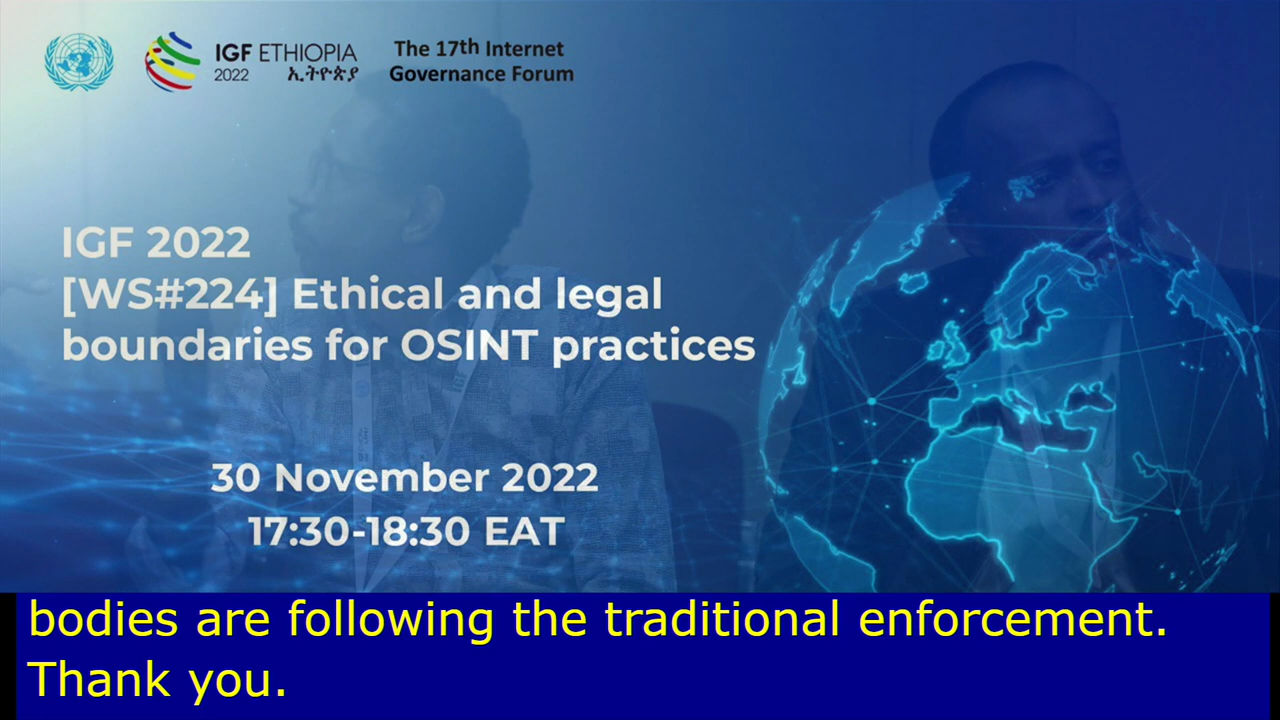 IGF ETHIOPIA
2022 ኢትዮጵያ
The 17th Internet
Governance Forum
IGF 2022
[WS#224] Ethical and legal
boundaries for OSINT practices
30 November 2022
17:30-18:30 EAT
bodies are following the traditional enforcement.
Thank you.